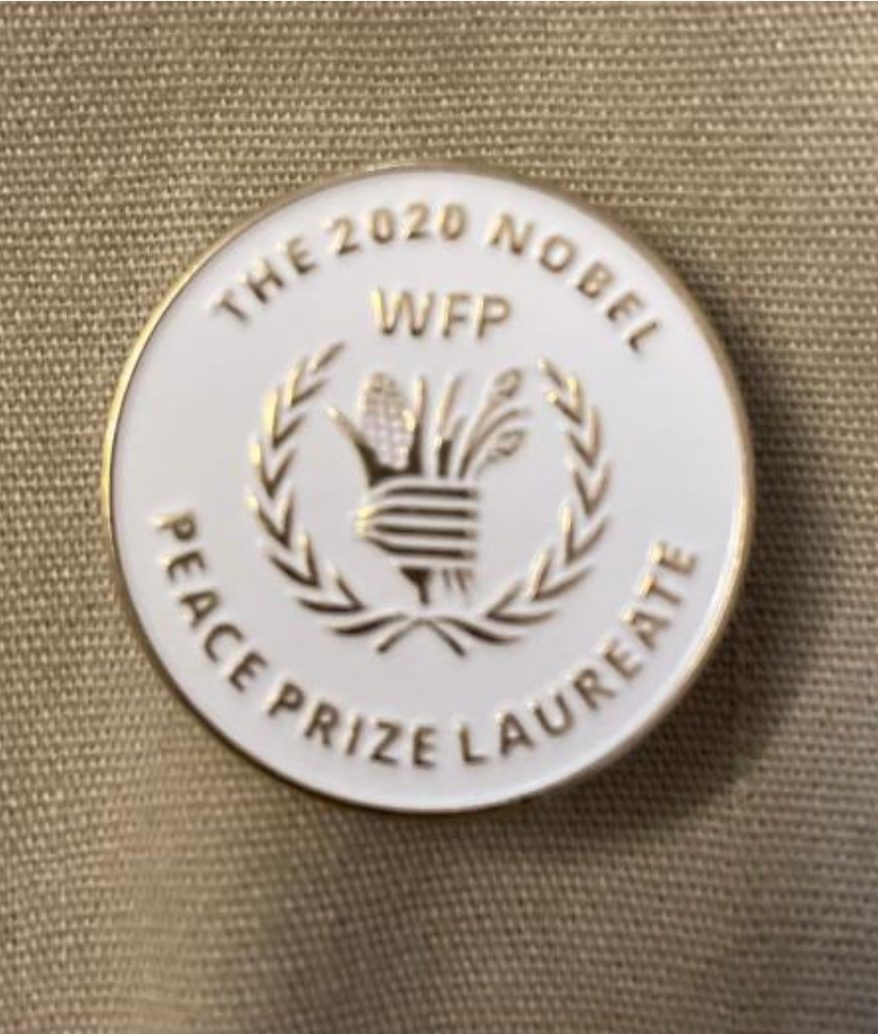 THE 2020 NOBEL
WFP
PEACE PRIZE LAUREATE